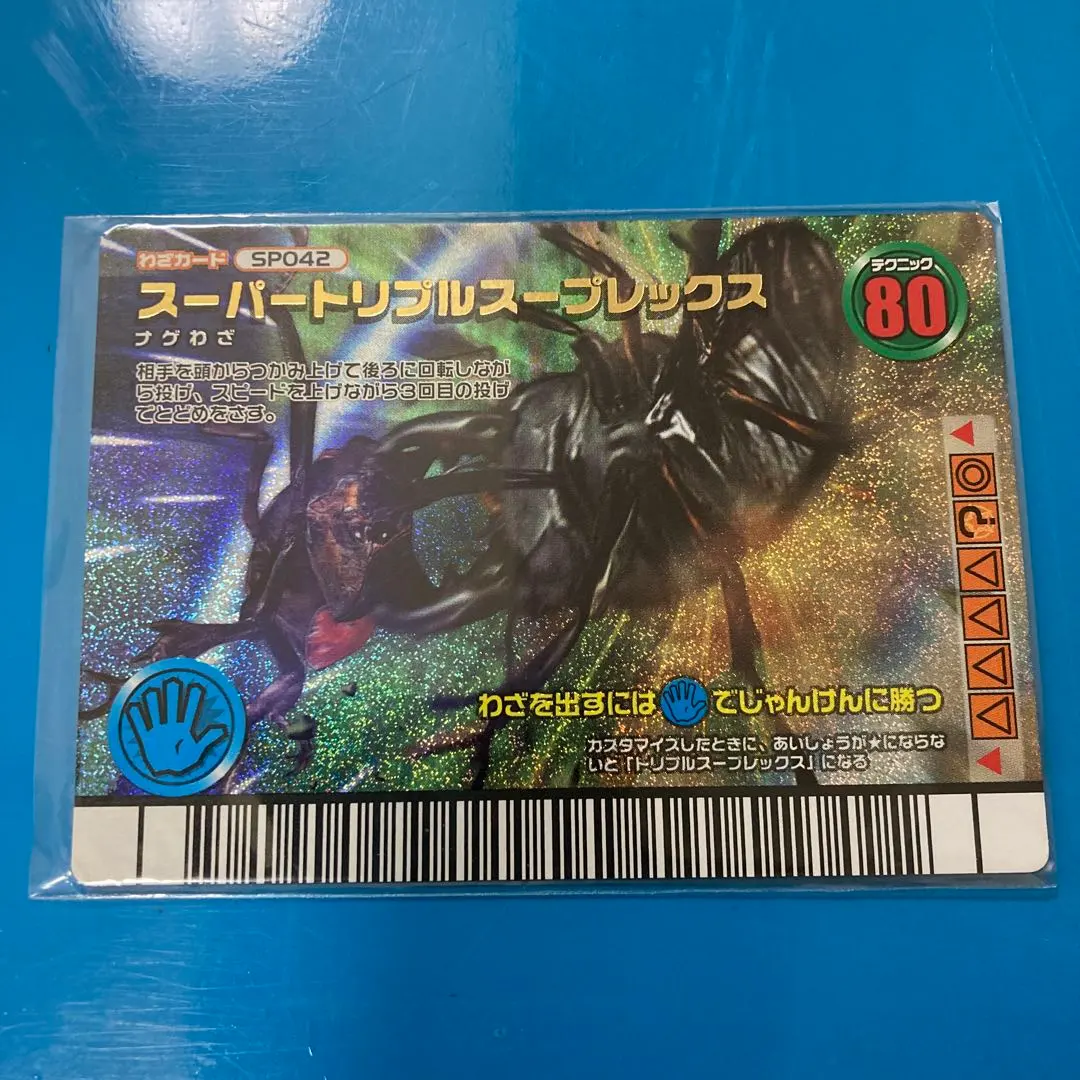 わざカード SP042
スーパートリプルスープレックス
ナゲわざ
相手を頭からつかみ上げて後ろに回転しなが
ら投げ、スピードを上げながら3回目の投げ
でとどめをさす。
テクニック
80
?
わざを出すには でじゃんけんに勝つ
カスタマイズしたときに、あいしょうが★にならな
いと「トリプルスープレックス」になる